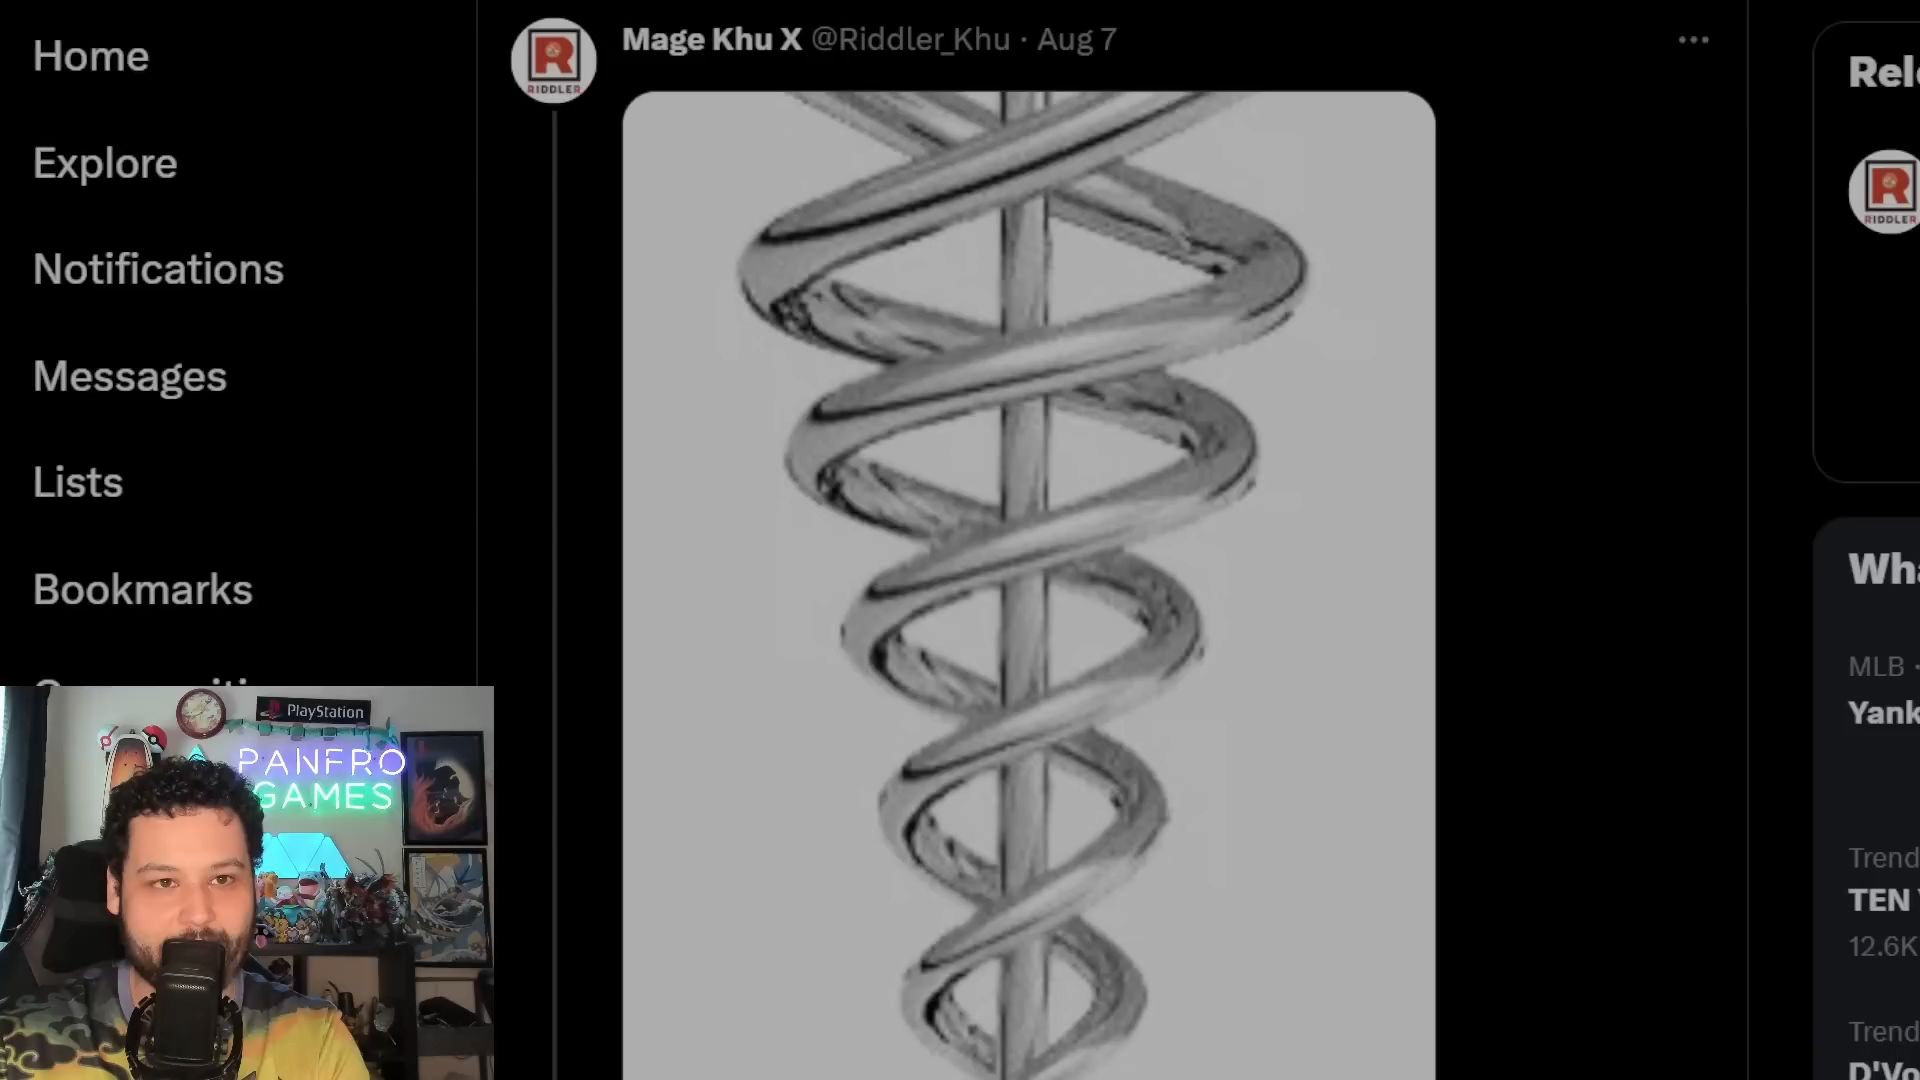 Home
Explore
Notifications
Messages
Lists
Bookmarks
Mage Khu X @Riddler_Khu · Aug 7
R
RIDDLER
R
RIDDLER
MLB ·
12.6K
PlayStation
PANFRO
GAMES
TEN